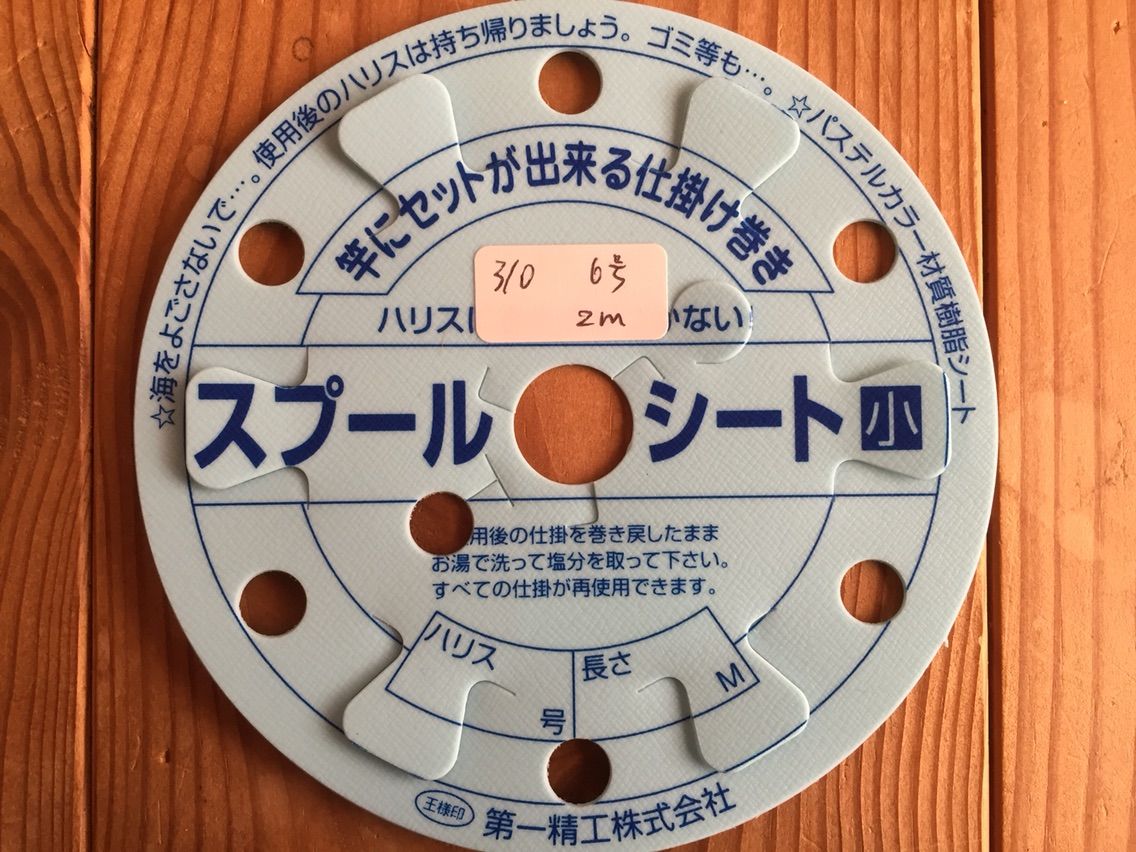 ☆海をよごさないで…。使用後のハリスは持ち帰りましょう。ゴミ等も…。
☆パステルカラー材質樹脂シート
竿にセットが出来る仕掛け巻き
3/0 6号
2m
ハリスに かない
スプールシート 小
用後の仕掛を巻き戻したまま
お湯で洗って塩分を取って下さい。
すべての仕掛が再使用できます。
ハリス 号
長さ M
王様印 第一精工株式会社